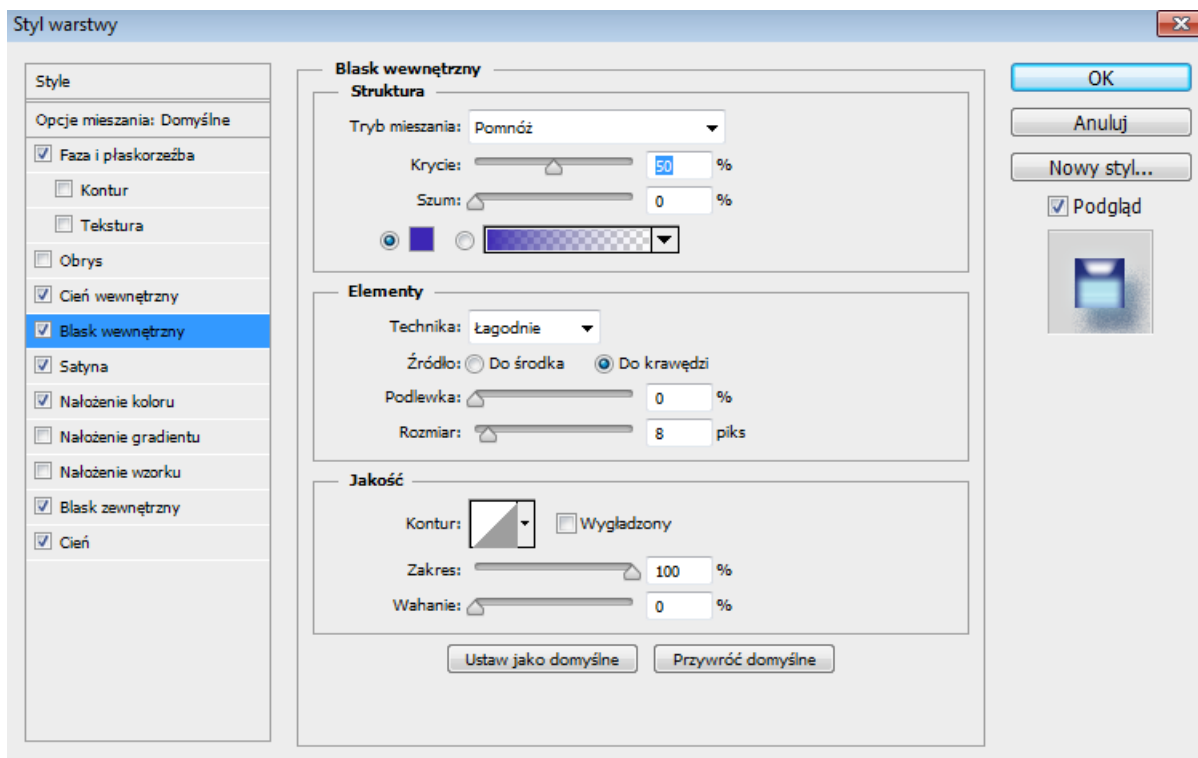 Styl warstwy
Style
Opcje mieszania: Domyślne
Faza i płaskorzeźba
Kontur
Tekstura
Obrys
Cień wewnętrzny
Blask wewnętrzny
Satyna
Nałożenie koloru
Nałożenie gradientu
Nałożenie wzorku
Blask zewnętrzny
Cień
Blask wewnętrzny
Struktura
Tryb mieszania: Pomnóż
Krycie: 50 %
Szum: 0 %
Elementy
Technika: Łagodnie
Źródło: Do środka Do krawędzi
Podlewka: 0 %
Rozmiar: 8 piks
Jakość
Kontur: Wygładzony
Zakres: 100 %
Wahanie: 0 %
Ustaw jako domyślne Przywróć domyślne
OK
Anuluj
Nowy styl...
Podgląd